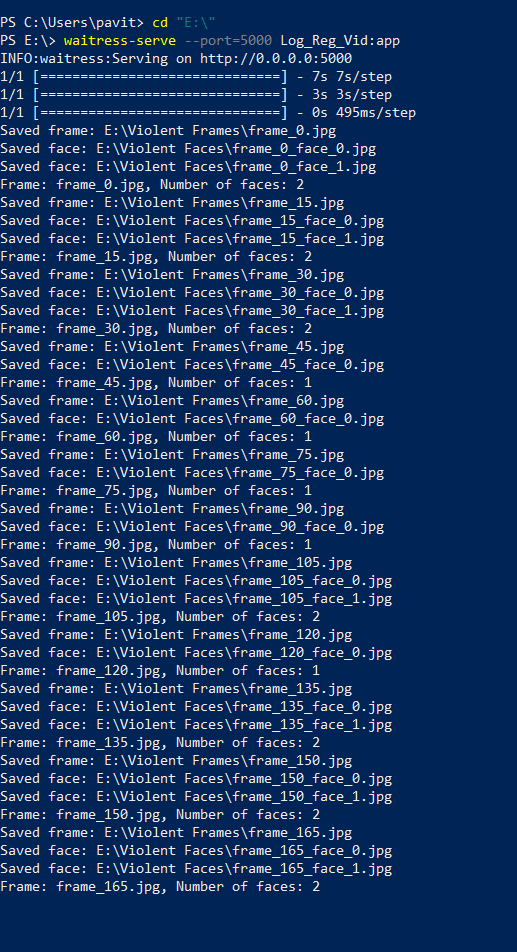 PS C:\Users\pavit> cd "E:\"
PS E:\> waitress-serve --port=5000 Log_Reg_Vid:app
INFO:waitress:Serving on http://0.0.0.0:5000
1/1 [==============================] - 7s 7s/step
1/1 [==============================] - 3s 3s/step
1/1 [==============================] - 0s 495ms/step
Saved frame: E:\Violent Frames\frame_0.jpg
Saved face: E:\Violent Faces\frame_0_face_0.jpg
Saved face: E:\Violent Faces\frame_0_face_1.jpg
Frame: frame_0.jpg, Number of faces: 2
Saved frame: E:\Violent Frames\frame_15.jpg
Saved face: E:\Violent Faces\frame_15_face_0.jpg
Saved face: E:\Violent Faces\frame_15_face_1.jpg
Frame: frame_15.jpg, Number of faces: 2
Saved frame: E:\Violent Frames\frame_30.jpg
Saved face: E:\Violent Faces\frame_30_face_0.jpg
Saved face: E:\Violent Faces\frame_30_face_1.jpg
Frame: frame_30.jpg, Number of faces: 2
Saved frame: E:\Violent Frames\frame_45.jpg
Saved face: E:\Violent Faces\frame_45_face_0.jpg
Frame: frame_45.jpg, Number of faces: 1
Saved frame: E:\Violent Frames\frame_60.jpg
Saved face: E:\Violent Faces\frame_60_face_0.jpg
Frame: frame_60.jpg, Number of faces: 1
Saved frame: E:\Violent Frames\frame_75.jpg
Saved face: E:\Violent Faces\frame_75_face_0.jpg
Frame: frame_75.jpg, Number of faces: 1
Saved frame: E:\Violent Frames\frame_90.jpg
Saved face: E:\Violent Faces\frame_90_face_0.jpg
Frame: frame_90.jpg, Number of faces: 1
Saved frame: E:\Violent Frames\frame_105.jpg
Saved face: E:\Violent Faces\frame_105_face_0.jpg
Saved face: E:\Violent Faces\frame_105_face_1.jpg
Frame: frame_105.jpg, Number of faces: 2
Saved frame: E:\Violent Frames\frame_120.jpg
Saved face: E:\Violent Faces\frame_120_face_0.jpg
Frame: frame_120.jpg, Number of faces: 1
Saved frame: E:\Violent Frames\frame_135.jpg
Saved face: E:\Violent Faces\frame_135_face_0.jpg
Saved face: E:\Violent Faces\frame_135_face_1.jpg
Frame: frame_135.jpg, Number of faces: 2
Saved frame: E:\Violent Frames\frame_150.jpg
Saved face: E:\Violent Faces\frame_150_face_0.jpg
Saved face: E:\Violent Faces\frame_150_face_1.jpg
Frame: frame_150.jpg, Number of faces: 2
Saved frame: E:\Violent Frames\frame_165.jpg
Saved face: E:\Violent Faces\frame_165_face_0.jpg
Saved face: E:\Violent Faces\frame_165_face_1.jpg
Frame: frame_165.jpg, Number of faces: 2